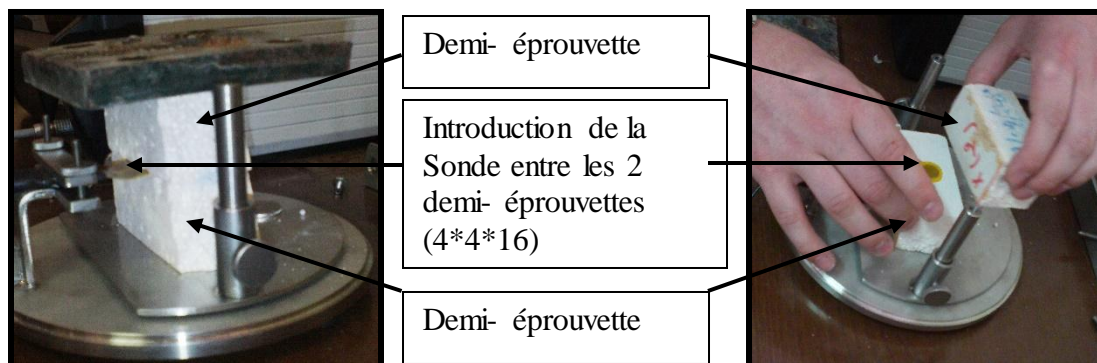 Demi- éprouvette
Introduction de la
Sonde entre les 2
demi- éprouvettes
(4*4*16)
Demi- éprouvette